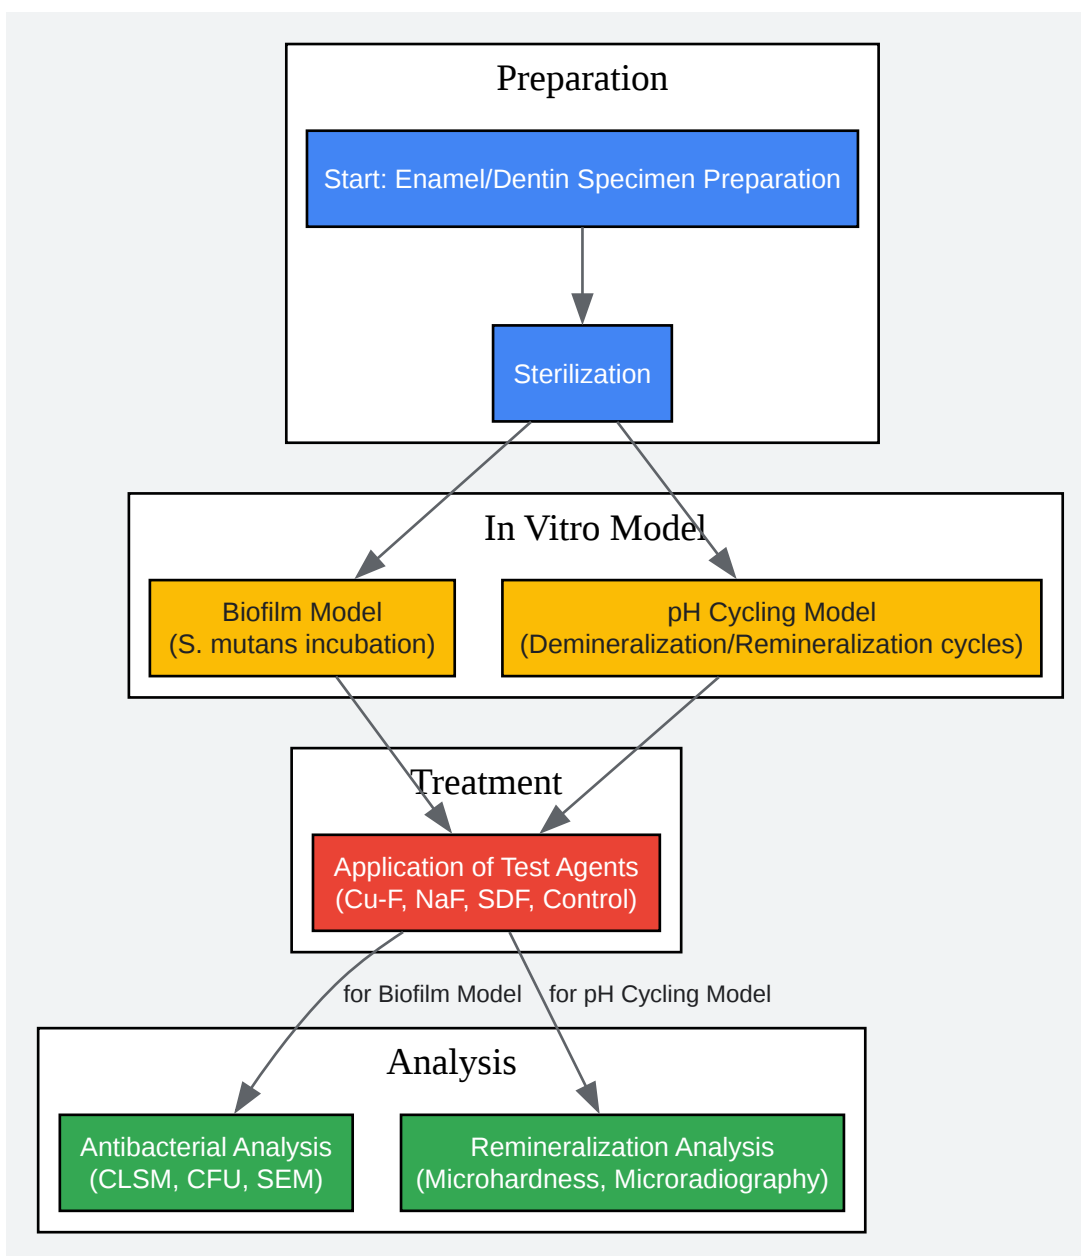 Preparation
Start: Enamel/Dentin Specimen Preparation
Sterilization
In Vitro Model
Biofilm Model
(S. mutans incubation)
pH Cycling Model
(Demineralization/Remineralization cycles)
Treatment
Application of Test Agents
(Cu-F, NaF, SDF, Control)
for Biofilm Model
for pH Cycling Model
Analysis
Antibacterial Analysis
(CLSM, CFU, SEM)
Remineralization Analysis
(Microhardness, Microradiography)